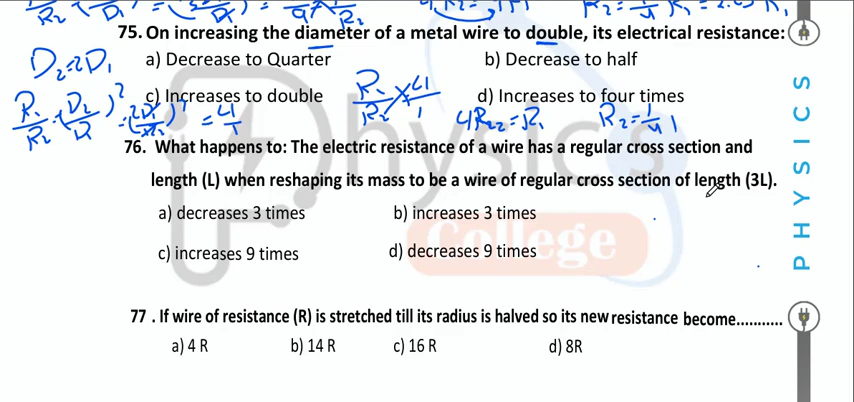 75. On increasing the diameter of a metal wire to double, its electrical resistance:
D₂=2D₁
a) Decrease to Quarter
b) Decrease to half
c) Increases to double
d) Increases to four times
4R₂=R₁
76. What happens to: The electric resistance of a wire has a regular cross section and
length (L) when reshaping its mass to be a wire of regular cross section of length (3L).
a) decreases 3 times
b) increases 3 times
c) increases 9 times
d) decreases 9 times
77 . If wire of resistance (R) is stretched till its radius is halved so its new resistance become...........
a) 4 R
b) 14 R
c) 16 R
d) 8R
PHYSICS
Physics
College